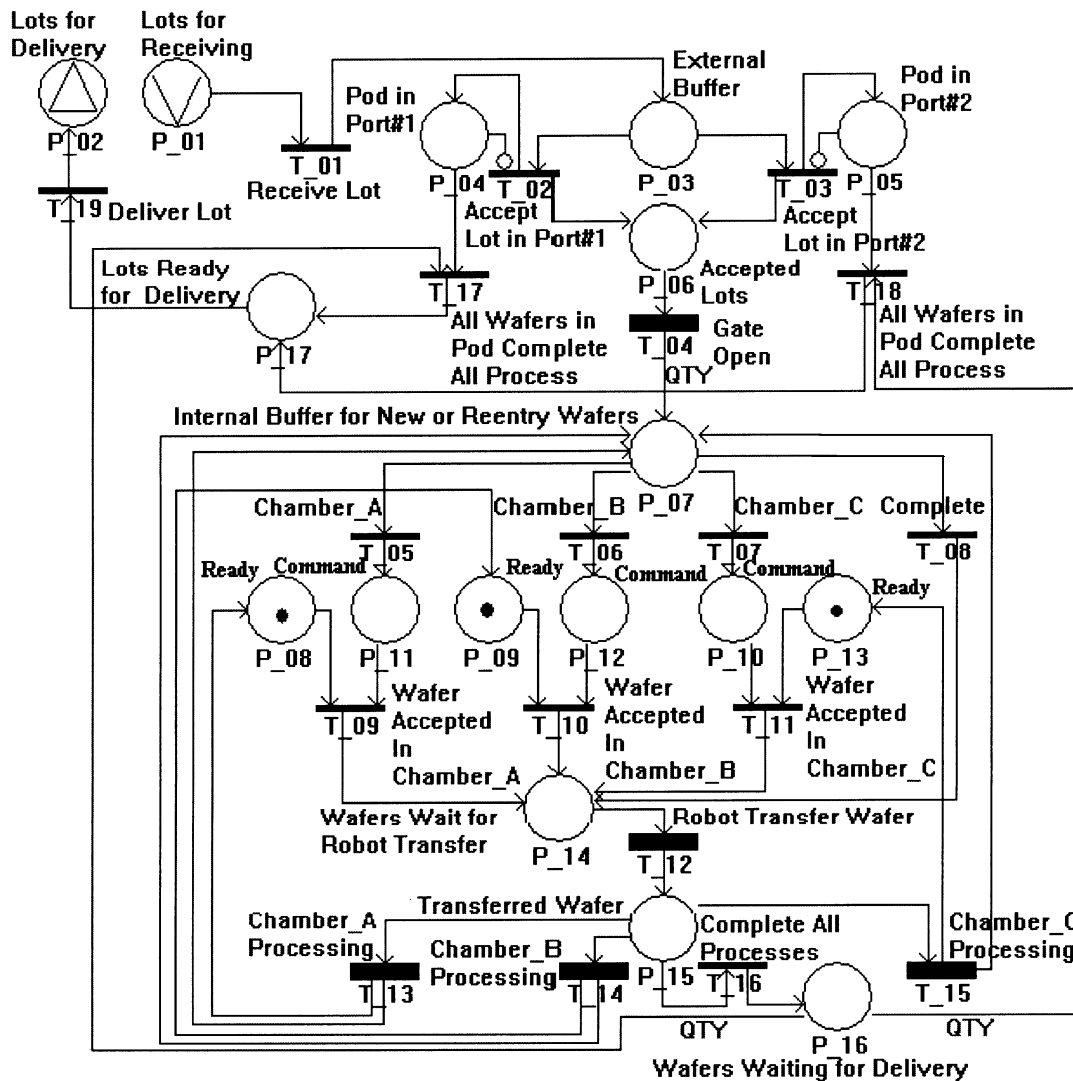 Lots for
Delivery
Lots for
Receiving
P_02
P_01
T_01
Receive Lot
T_19
Deliver Lot
Pod in
Port#1
P_04
T_02
Accept
Lot in Port#1
External
Buffer
P_03
T_03
Accept
Lot in Port#2
Pod in
Port#2
P_05
P_06
Accepted
Lots
Lots Ready
for Delivery
P_17
T_17
All Wafers in
Pod Complete
All Process
T_04
Gate
Open
QTY
T_18
All Wafers in
Pod Complete
All Process
Internal Buffer for New or Reentry Wafers
P_07
Chamber_A
Chamber_B
Chamber_C
Complete
T_05
T_06
T_07
T_08
Ready
Command
Ready
Command
Command
Ready
P_08
P_11
P_09
P_12
P_10
P_13
T_09
Wafer
Accepted
In
Chamber_A
T_10
Wafer
Accepted
In
Chamber_B
T_11
Wafer
Accepted
In
Chamber_C
Wafers Wait for
Robot Transfer
P_14
Robot Transfer Wafer
T_12
Transferred Wafer
P_15
Chamber_A
Processing
T_13
Chamber_B
Processing
T_14
Complete All
Processes
T_16
Chamber_C
Processing
T_15
QTY
P_16
QTY
Wafers Waiting for Delivery